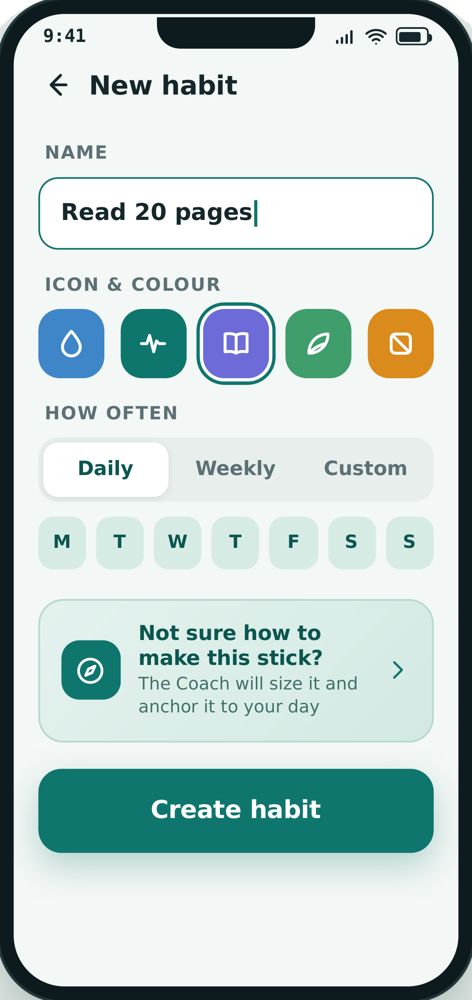 9:41
New habit
NAME
Read 20 pages
ICON & COLOUR
HOW OFTEN
Daily Weekly Custom
M T W T F S S
Not sure how to
make this stick?
The Coach will size it and
anchor it to your day
Create habit